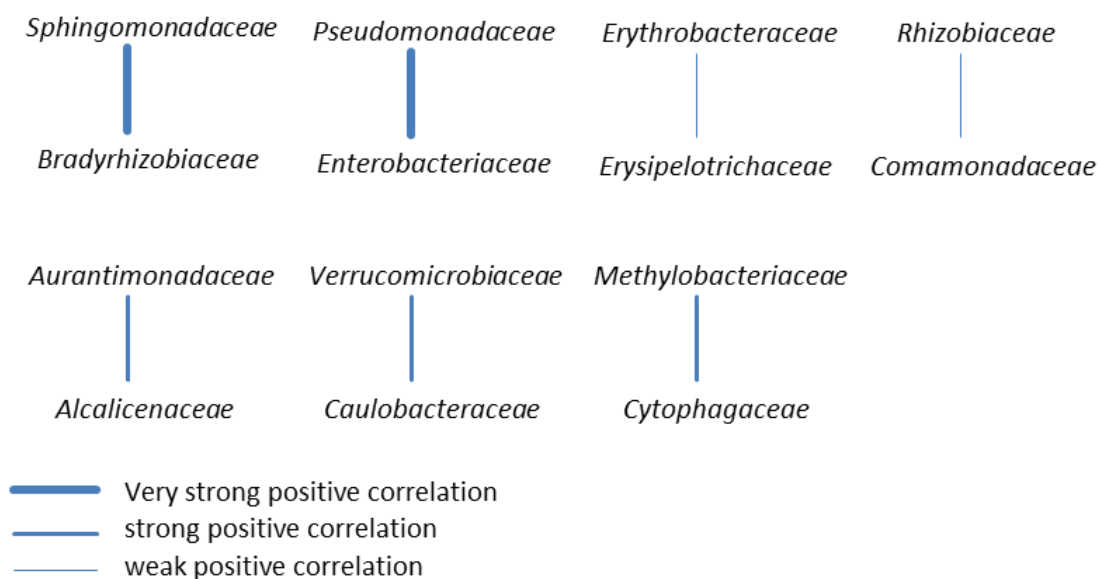 Sphingomonadaceae Pseudomonadaceae Erythrobacteraceae Rhizobiaceae
Bradyrhizobiaceae Enterobacteriaceae Erysipelotrichaceae Comamonadaceae
Aurantimonadaceae Verrucomicrobiaceae Methylobacteriaceae
Alcalicenaceae Caulobacteraceae Cytophagaceae
Very strong positive correlation
strong positive correlation
weak positive correlation